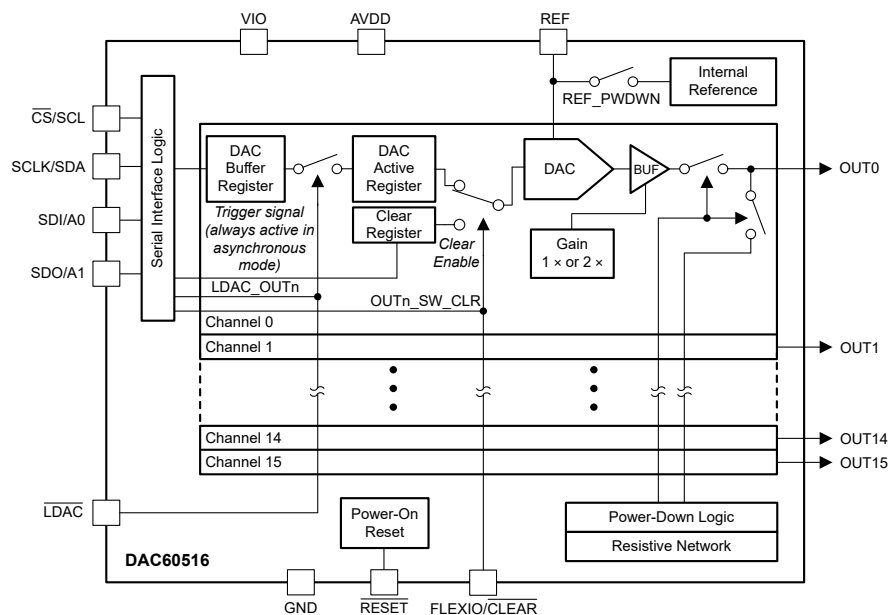 VIO
AVDD
REF
Internal
Reference
REF_PWDWN
CS/SCL
SCLK/SDA
SDI/A0
SDO/A1
Serial Interface Logic
DAC
Buffer
Register
DAC
Active
Register
DAC
BUF
OUT0
Trigger signal
(always active in
asynchronous
mode)
Clear
Register
Clear
Enable
Gain
1 × or 2 ×
LDAC_OUTn
OUTn_SW_CLR
Channel 0
Channel 1
OUT1
Channel 14
OUT14
Channel 15
OUT15
LDAC
Power-On
Reset
Power-Down Logic
Resistive Network
DAC60516
GND
RESET
FLEXIO/CLEAR